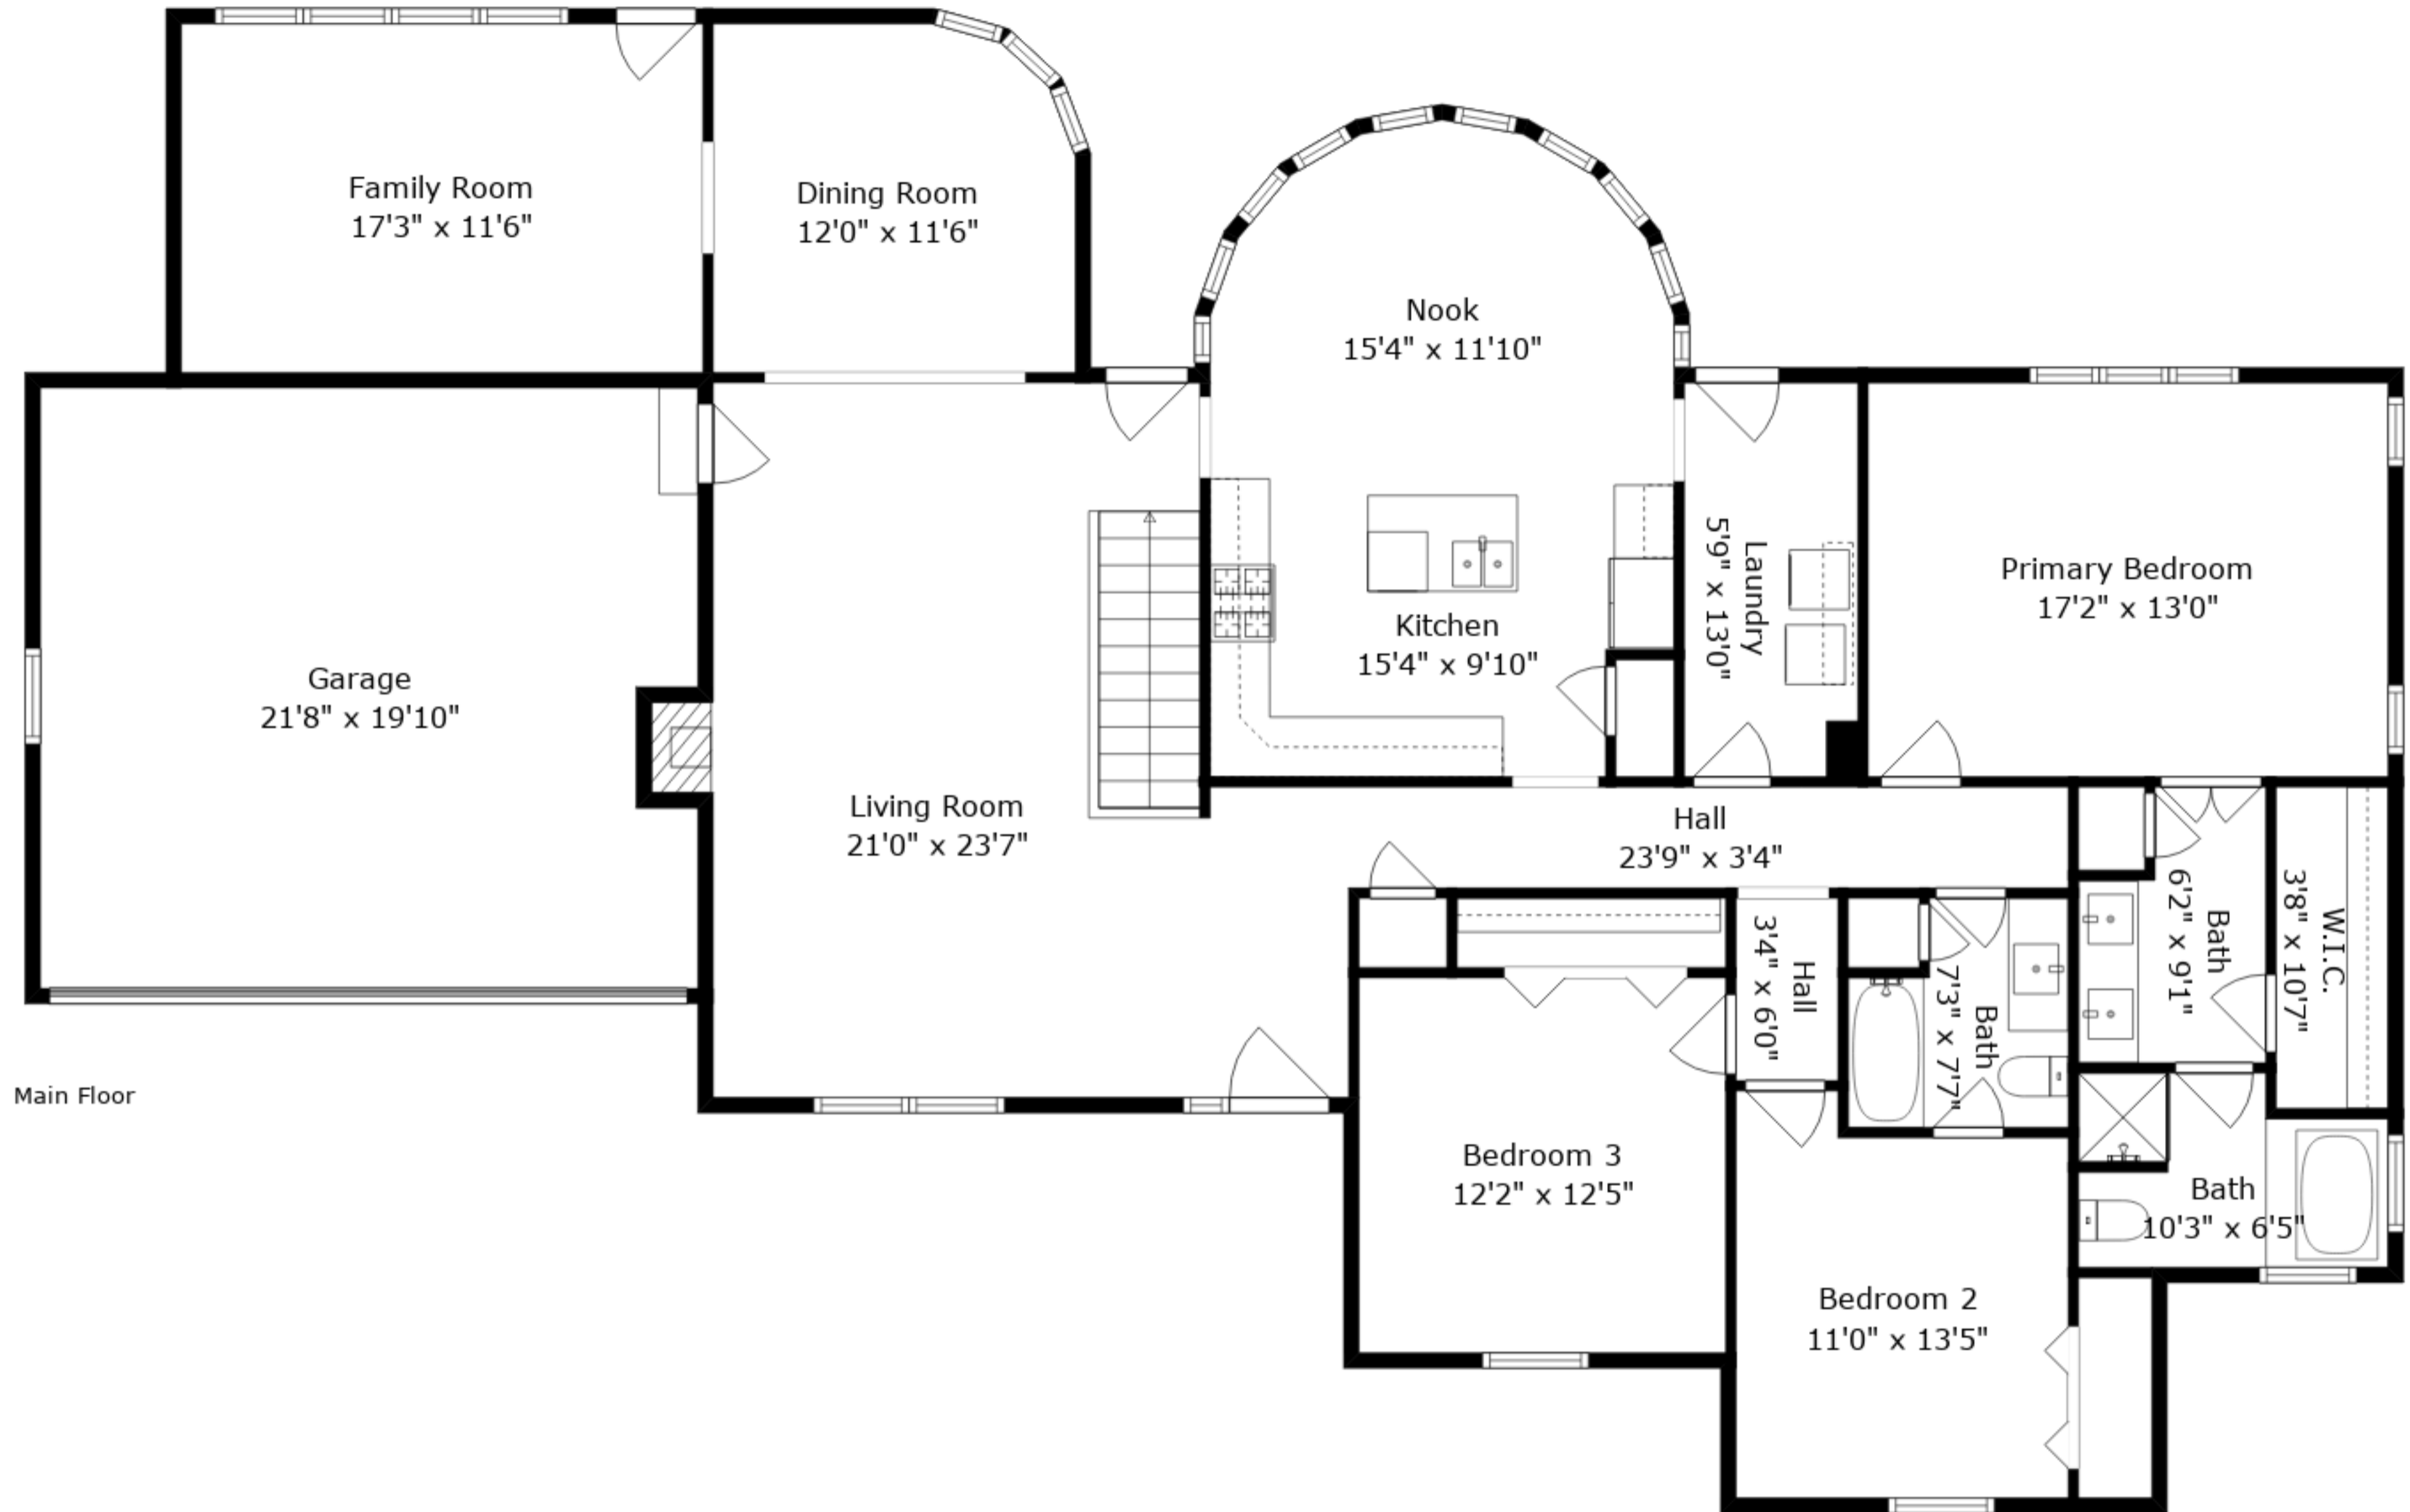 Family Room
17'3" x 11'6"
Dining Room
12'0" x 11'6"
Nook
15'4" x 11'10"
Kitchen
15'4" x 9'10"
Laundry
5'9" x 13'0"
Primary Bedroom
17'2" x 13'0"
Garage
21'8" x 19'10"
Living Room
21'0" x 23'7"
Hall
23'9" x 3'4"
Hall
3'4" x 6'0"
Bath
7'3" x 7'7"
Bath
6'2" x 9'1"
W.I.C.
3'8" x 10'7"
Bath
10'3" x 6'5"
Bedroom 3
12'2" x 12'5"
Bedroom 2
11'0" x 13'5"
Main Floor